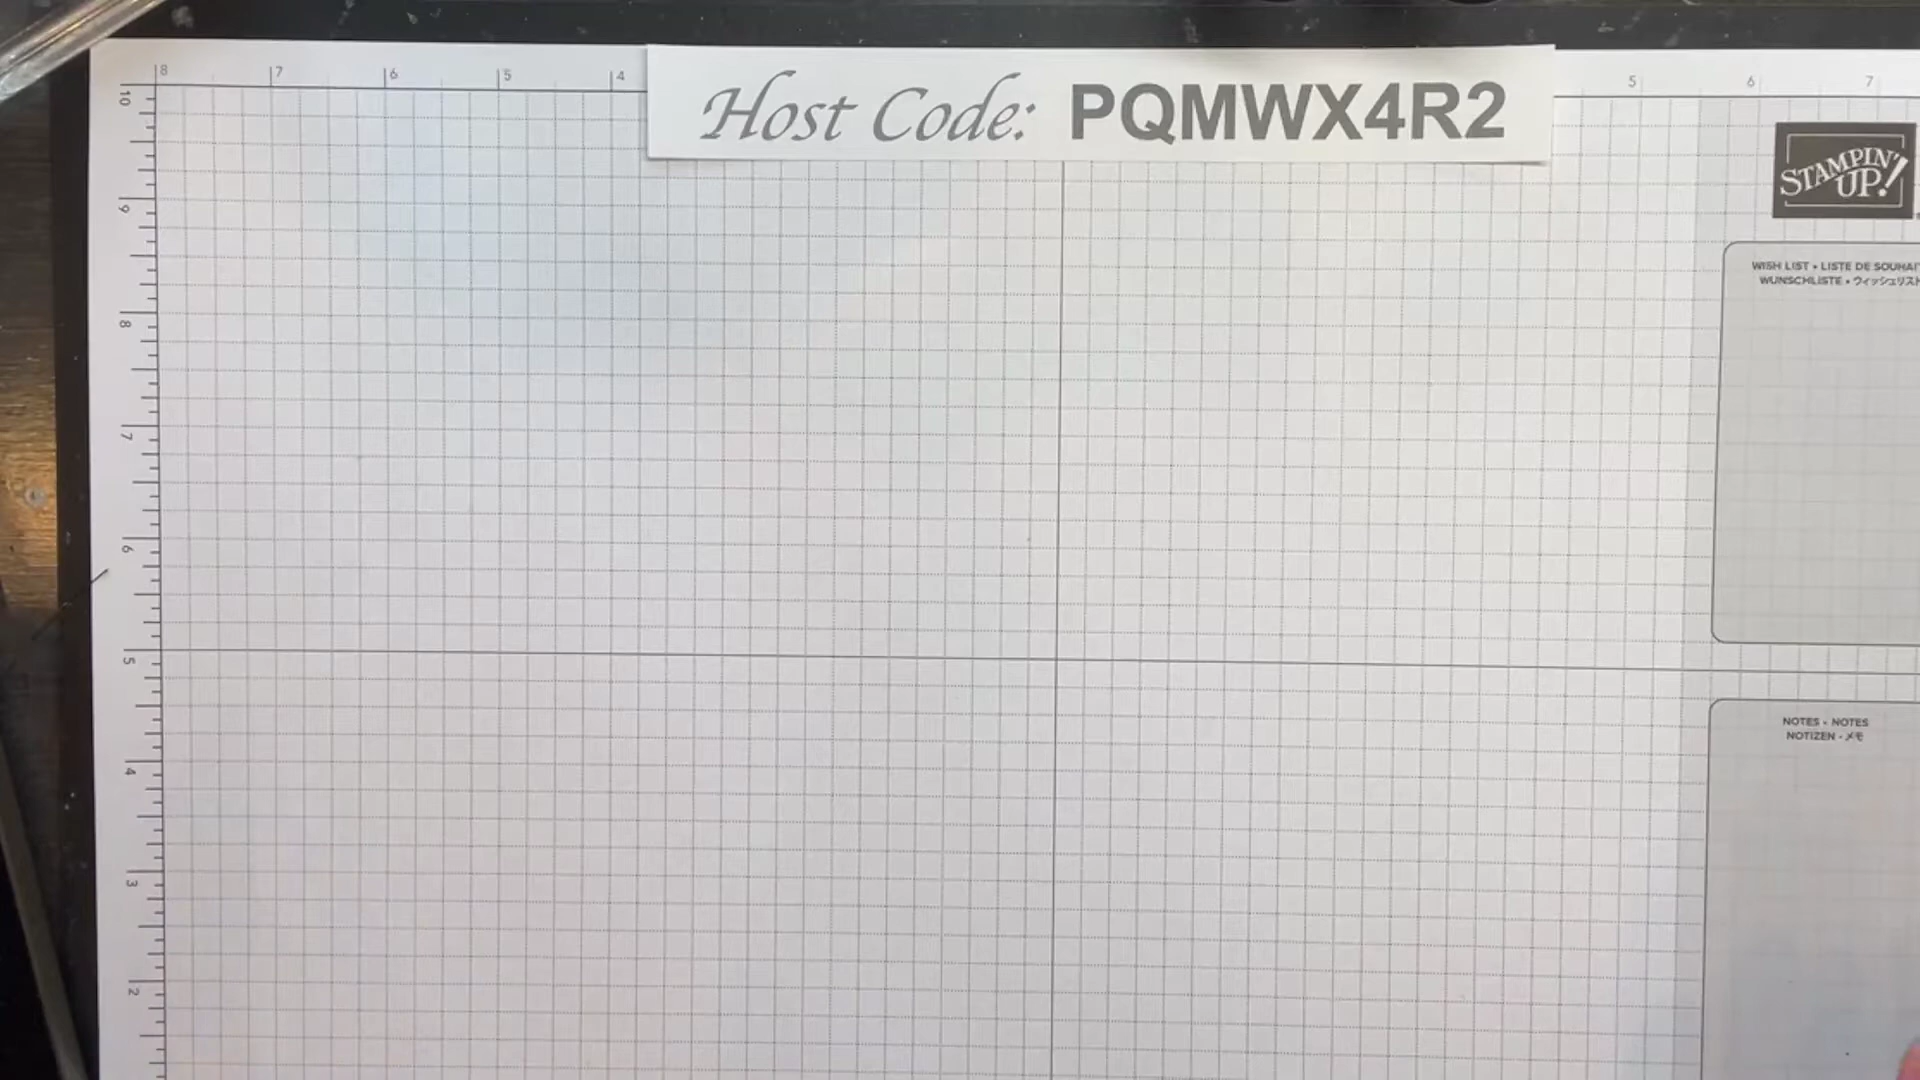 8 7 6 5 4 5 6 7
Host Code: PQMWX4R2
STAMPIN' UP!
WISH LIST • LISTE DE SOUHAI
WUNSCHLISTE • ウィッシュリスト
NOTES - NOTES
NOTIZEN - メモ
10
9
8
7
6
5
4
3
2